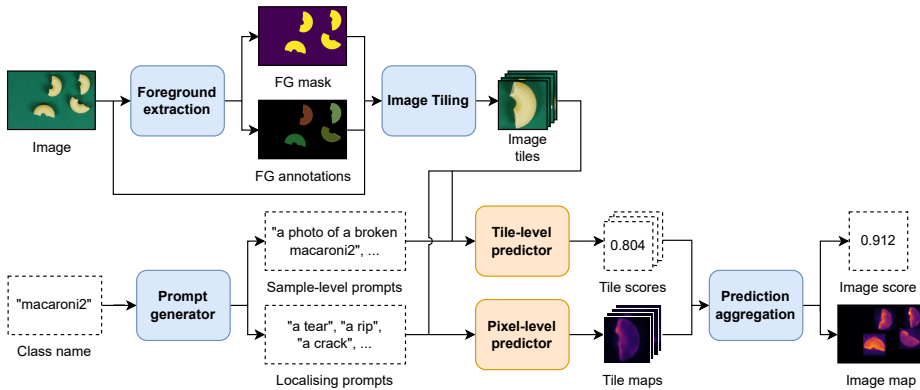 Image
Foreground
extraction
FG mask
FG annotations
Image Tiling
Image
tiles
"macaroni2"
Class name
Prompt
generator
"a photo of a broken
macaroni2", ...
Sample-level prompts
"a tear", "a rip",
"a crack", ...
Localising prompts
Tile-level
predictor
Pixel-level
predictor
0.804
Tile scores
Tile maps
Prediction
aggregation
0.912
Image score
Image map